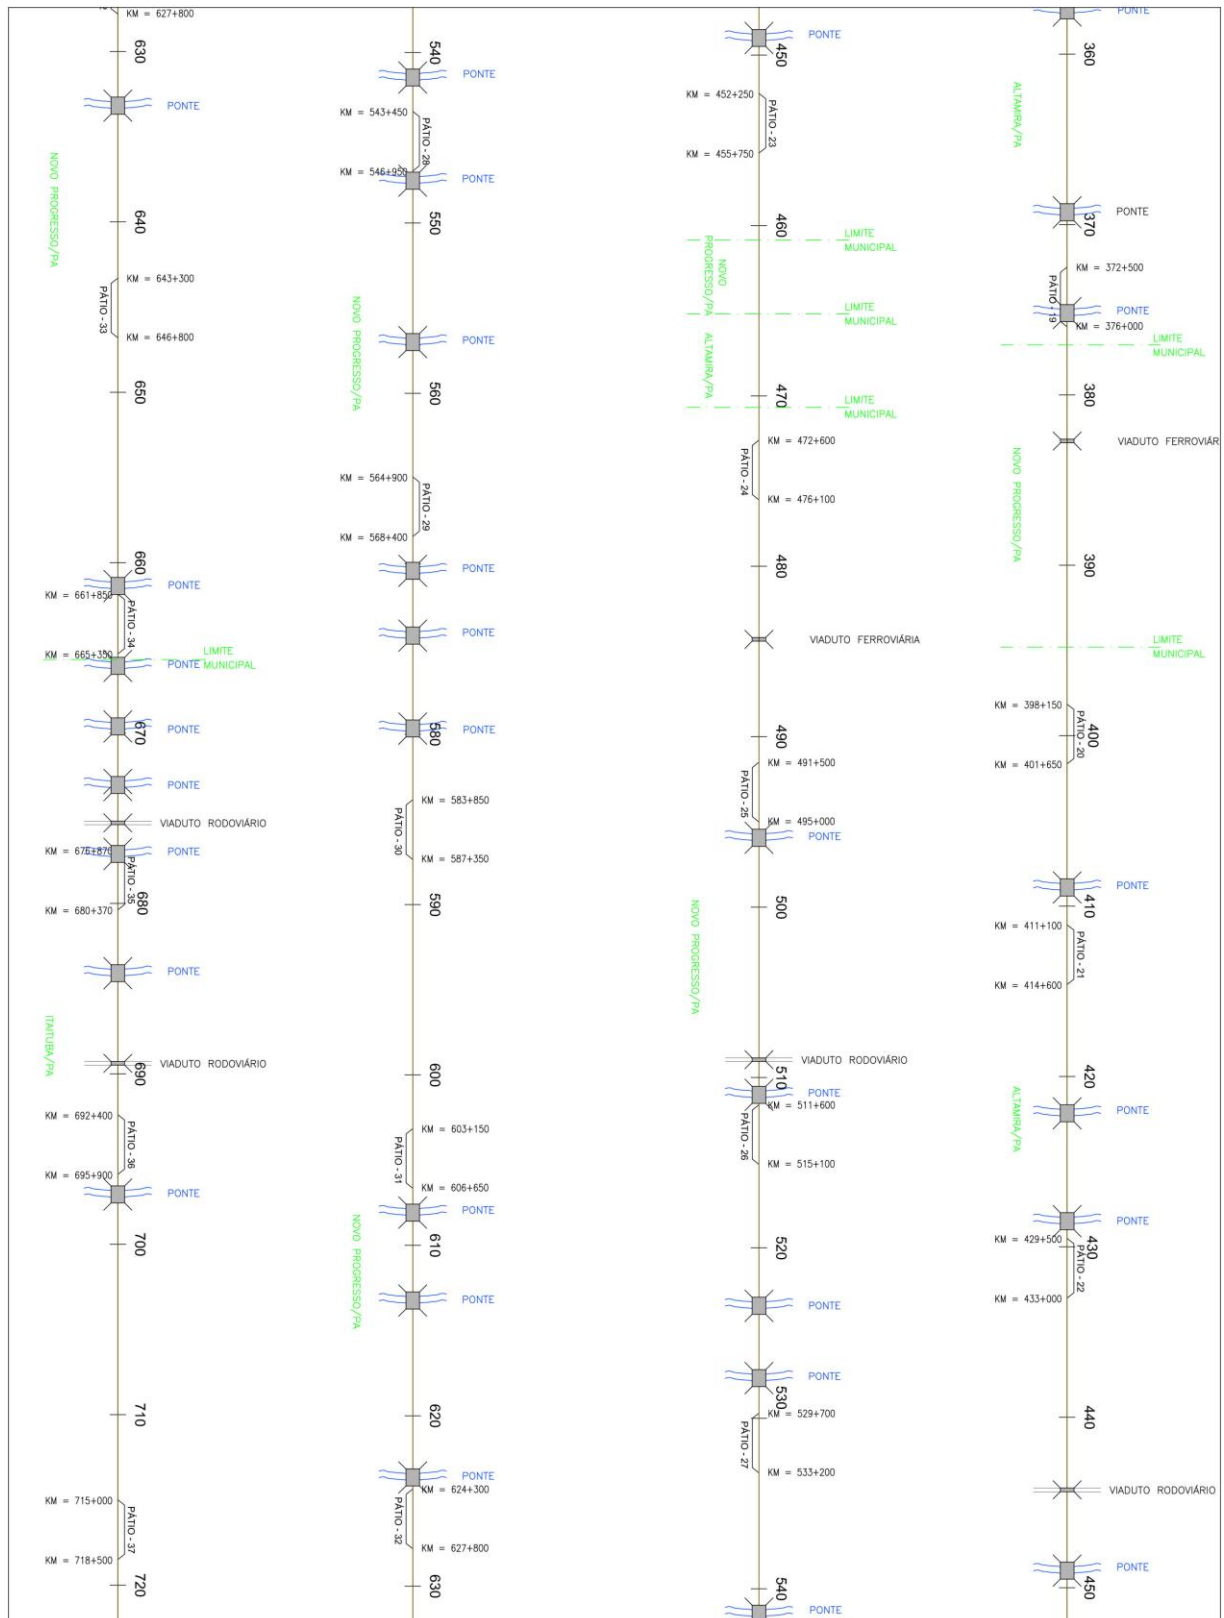 KM = 627+800
630
PONTE
NOVO PROGRESSO/PA
640
KM = 643+300
PÁTIO - 33
KM = 646+800
650
660
PONTE
KM = 661+850
PÁTIO - 34
KM = 665+350
LIMITE
MUNICIPAL
PONTE
670
PONTE
PONTE
VIADUTO RODOVIÁRIO
KM = 676+870
PONTE
PÁTIO - 35
680
KM = 680+370
PONTE
ITAITUBA/PA
VIADUTO RODOVIÁRIO
690
KM = 692+400
PÁTIO - 36
KM = 695+900
PONTE
700
710
KM = 715+000
PÁTIO - 37
KM = 718+500
720
540
PONTE
KM = 543+450
PÁTIO - 28
KM = 546+950
PONTE
550
NOVO PROGRESSO/PA
PONTE
560
KM = 564+900
PÁTIO - 29
KM = 568+400
PONTE
PONTE
580
PONTE
KM = 583+850
PÁTIO - 30
KM = 587+350
590
600
KM = 603+150
PÁTIO - 31
KM = 606+650
PONTE
610
NOVO PROGRESSO/PA
PONTE
620
PONTE
KM = 624+300
PÁTIO - 32
KM = 627+800
630
PONTE
450
KM = 452+250
PÁTIO - 23
KM = 455+750
460
LIMITE
MUNICIPAL
NOVO
PROGRESSO/PA
LIMITE
MUNICIPAL
ALTAMIRA/PA
470
LIMITE
MUNICIPAL
KM = 472+600
PÁTIO - 24
KM = 476+100
480
VIADUTO FERROVIÁRIA
490
KM = 491+500
PÁTIO - 25
KM = 495+000
PONTE
500
NOVO PROGRESSO/PA
VIADUTO RODOVIÁRIO
510
PONTE
KM = 511+600
PÁTIO - 26
KM = 515+100
520
PONTE
PONTE
530
KM = 529+700
PÁTIO - 27
KM = 533+200
540
PONTE
PONTE
360
ALTAMIRA/PA
PONTE
370
KM = 372+500
PÁTIO - 19
PONTE
KM = 376+000
LIMITE
MUNICIPAL
380
VIADUTO FERROVIÁR
NOVO PROGRESSO/PA
390
LIMITE
MUNICIPAL
KM = 398+150
PÁTIO - 20
400
KM = 401+650
PONTE
410
KM = 411+100
PÁTIO - 21
KM = 414+600
420
ALTAMIRA/PA
PONTE
PONTE
KM = 429+500
430
PÁTIO - 22
KM = 433+000
440
VIADUTO RODOVIÁRIO
PONTE
450